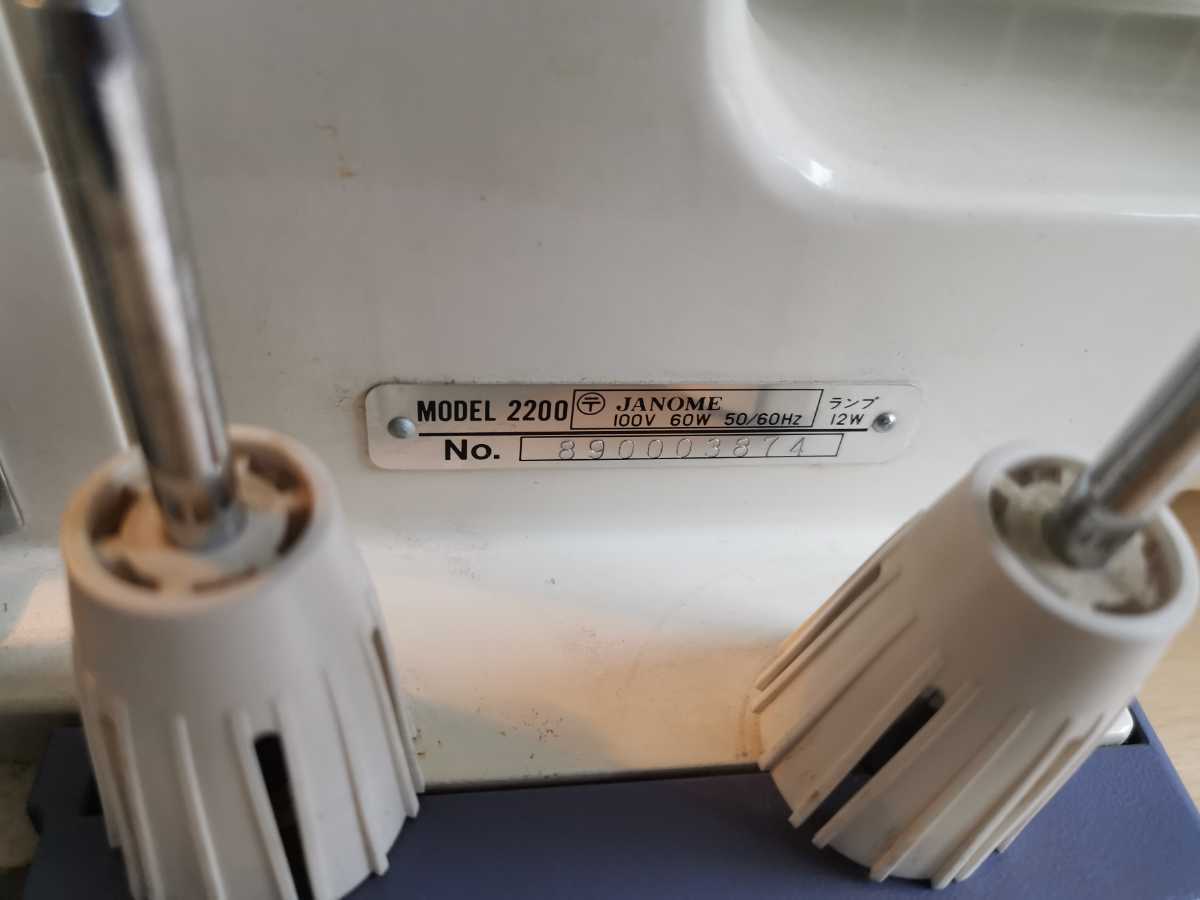 MODEL 2200 〒 JANOME
100V 60W 50/60Hz
ランプ
12W
No. 890003874